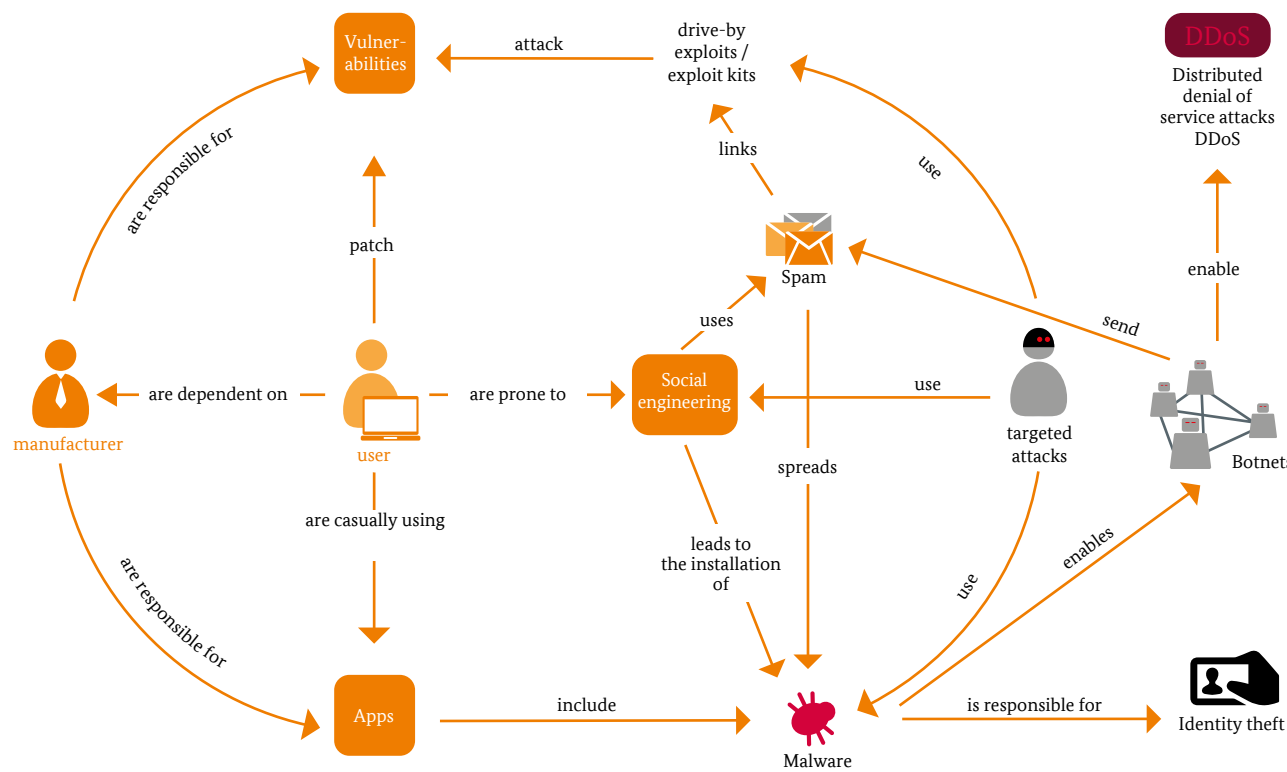 Vulner-
abilities
attack
drive-by
exploits /
exploit kits
DDoS
Distributed
denial of
service attacks
DDoS
are responsible for
links
use
patch
Spam
enable
uses
send
are dependent on
are prone to
Social
engineering
use
manufacturer
user
targeted
attacks
Botnets
spreads
are casually using
leads to
the installation
of
enables
are responsible for
use
Apps
include
Malware
is responsible for
Identity theft